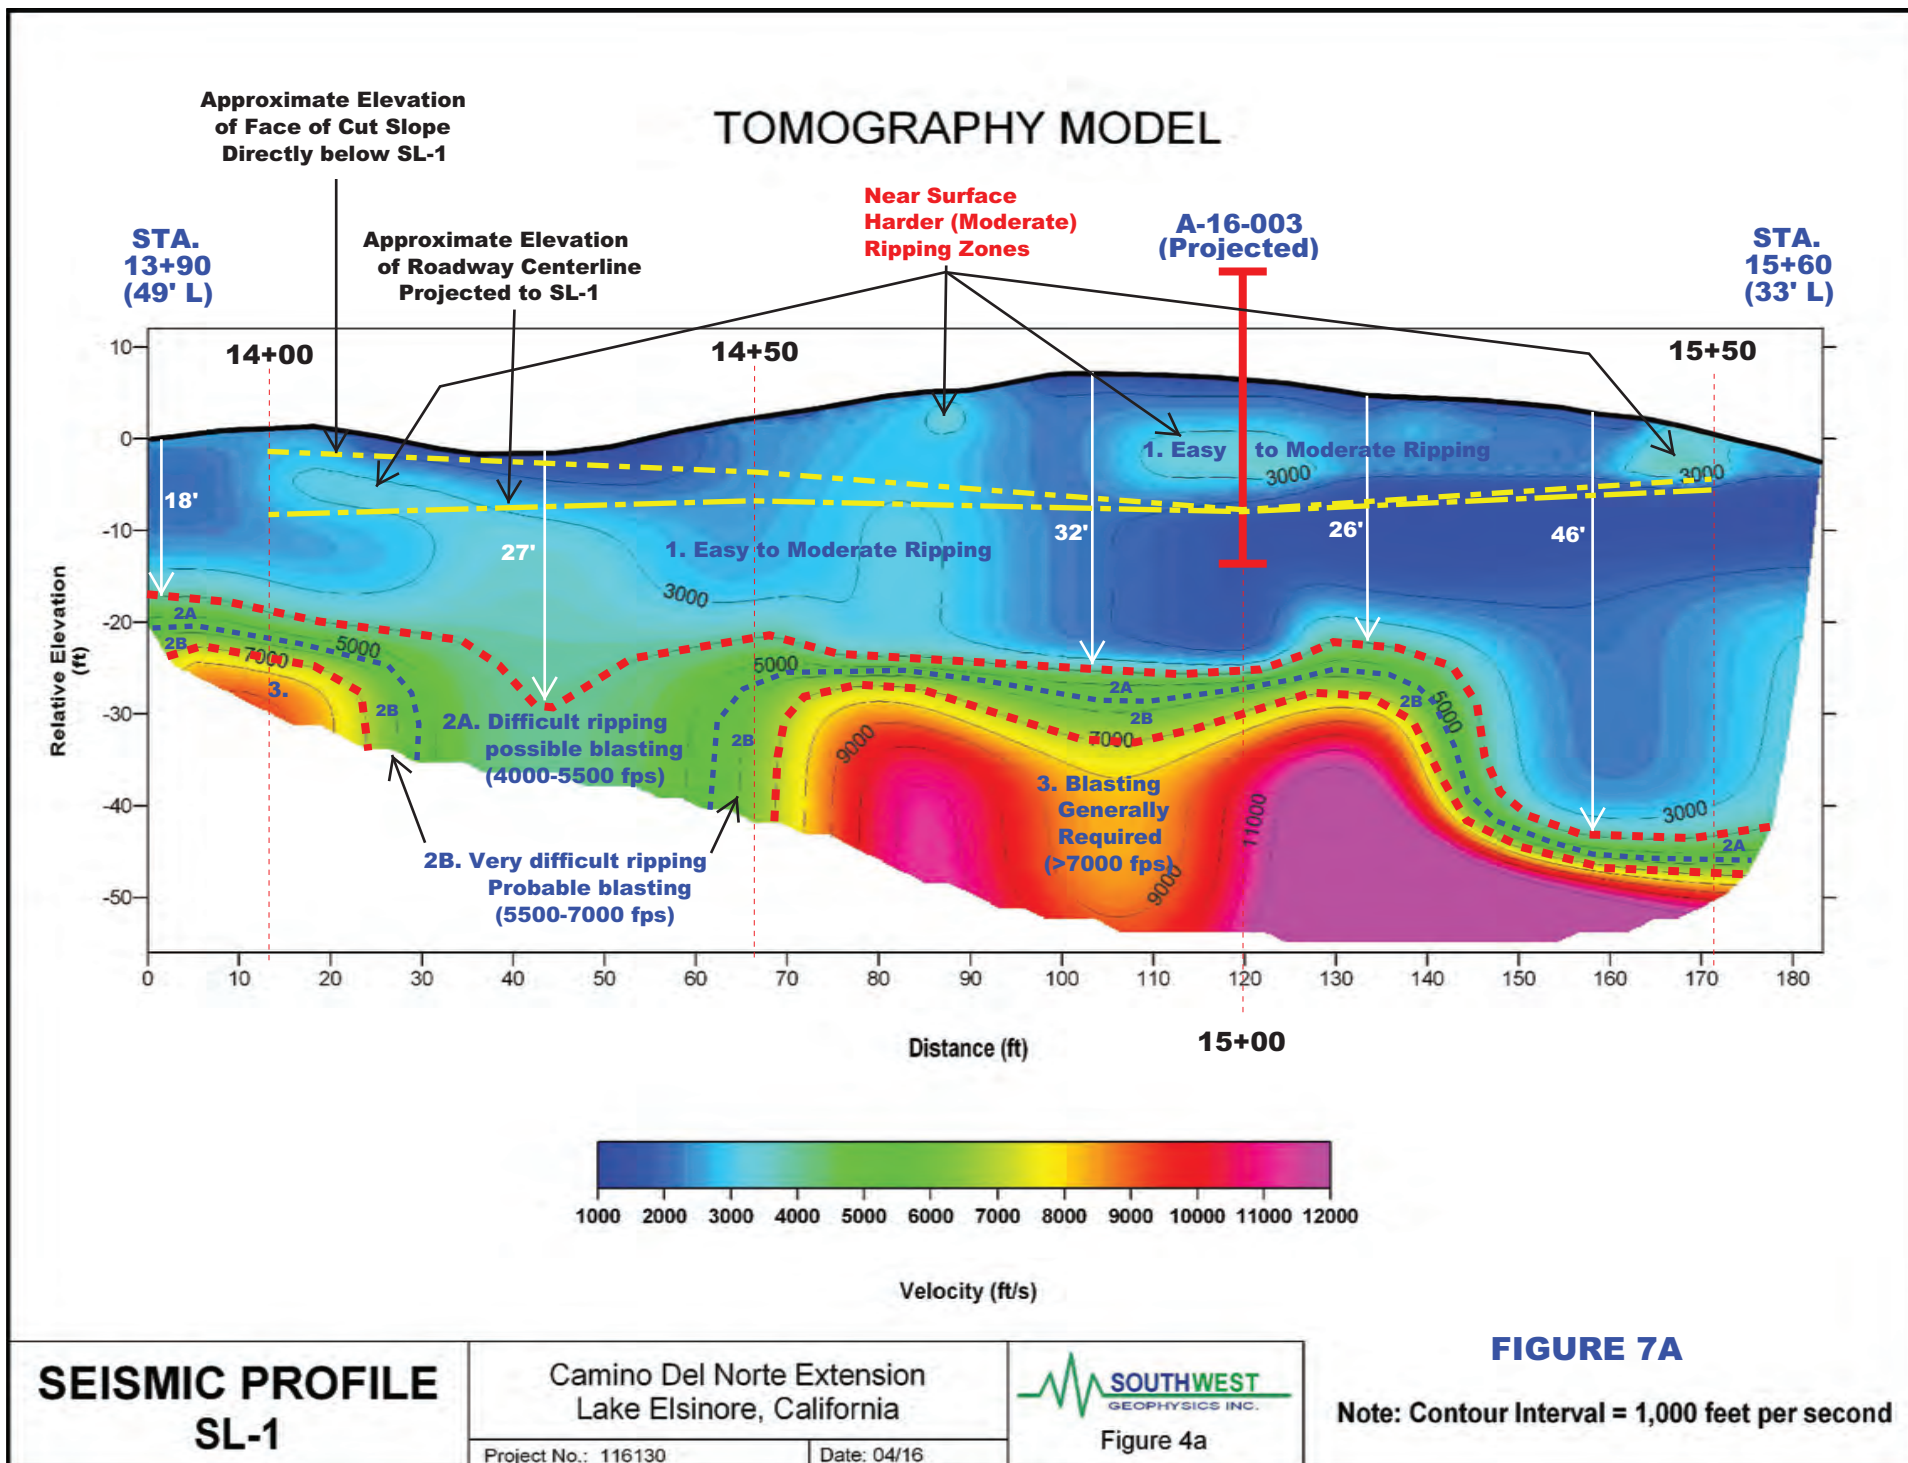 TOMOGRAPHY MODEL
Approximate Elevation
of Face of Cut Slope
Directly below SL-1
Approximate Elevation
of Roadway Centerline
Projected to SL-1
Near Surface
Harder (Moderate)
Ripping Zones
A-16-003
(Projected)
STA.
13+90
(49' L)
STA.
15+60
(33' L)
14+00
14+50
15+50
15+00
10
0
-10
-20
-30
-40
-50
Relative Elevation
(ft)
18'
27'
32'
26'
46'
1. Easy to Moderate Ripping
3000
3000
1. Easy to Moderate Ripping
3000
3000
2A
2B
5000
7000
3.
2B
2A. Difficult ripping
possible blasting
(4000-5500 fps)
2B
5000
2A
2B
7000
9000
2B
5000
3. Blasting
Generally
Required
(>7000 fps)
9000
11000
2A
2B. Very difficult ripping
Probable blasting
(5500-7000 fps)
0 10 20 30 40 50 60 70 80 90 100 110 120 130 140 150 160 170 180
Distance (ft)
1000 2000 3000 4000 5000 6000 7000 8000 9000 10000 11000 12000
Velocity (ft/s)
SEISMIC PROFILE
SL-1
Camino Del Norte Extension
Lake Elsinore, California
Project No.: 116130
Date: 04/16
SOUTHWEST
GEOPHYSICS INC.
Figure 4a
FIGURE 7A
Note: Contour Interval = 1,000 feet per second